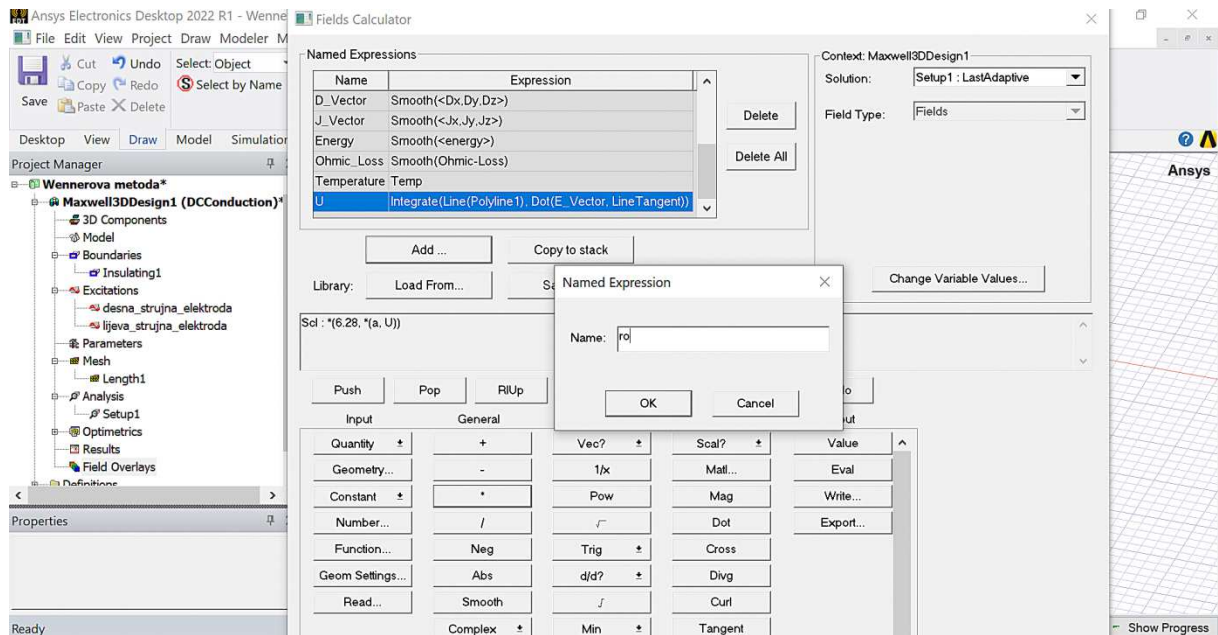 Ansys Electronics Desktop 2022 R1 - Wenne
File Edit View Project Draw Modeler M
Cut Undo Select: Object
Copy Redo Select by Name
Save Paste Delete
Desktop View Draw Model Simulation
Project Manager
Wennerova metoda*
Maxwell3DDesign1 (DCConduction)*
3D Components
Model
Boundaries
Insulating1
Excitations
desna_strujna_elektroda
lijeva_strujna_elektroda
Parameters
Mesh
Length1
Analysis
Setup1
Optimetrics
Results
Field Overlays
Definitions
Properties
Ready
Fields Calculator
Named Expressions
Name Expression
D_Vector Smooth(<Dx,Dy,Dz>)
J_Vector Smooth(<Jx,Jy,Jz>)
Energy Smooth(<energy>)
Ohmic_Loss Smooth(Ohmic-Loss)
Temperature Temp
U Integrate(Line(Polyline1), Dot(E_Vector, LineTangent))
Delete
Delete All
Context: Maxwell3DDesign1
Solution: Setup1 : LastAdaptive
Field Type: Fields
Change Variable Values...
Add ... Copy to stack
Library: Load From... Sa
Named Expression
Name: ro
OK Cancel
Scl : *(6.28, *(a, U))
Push Pop RlUp
Input General
Quantity + Vec? Scal? Value
Geometry... - 1/x Matl... Eval
Constant * Pow Mag Write...
Number... / √ Dot Export...
Function... Neg Trig Cross
Geom Settings... Abs d/d? Divg
Read... Smooth ∫ Curl
Complex Min Tangent
Ansys
Show Progress